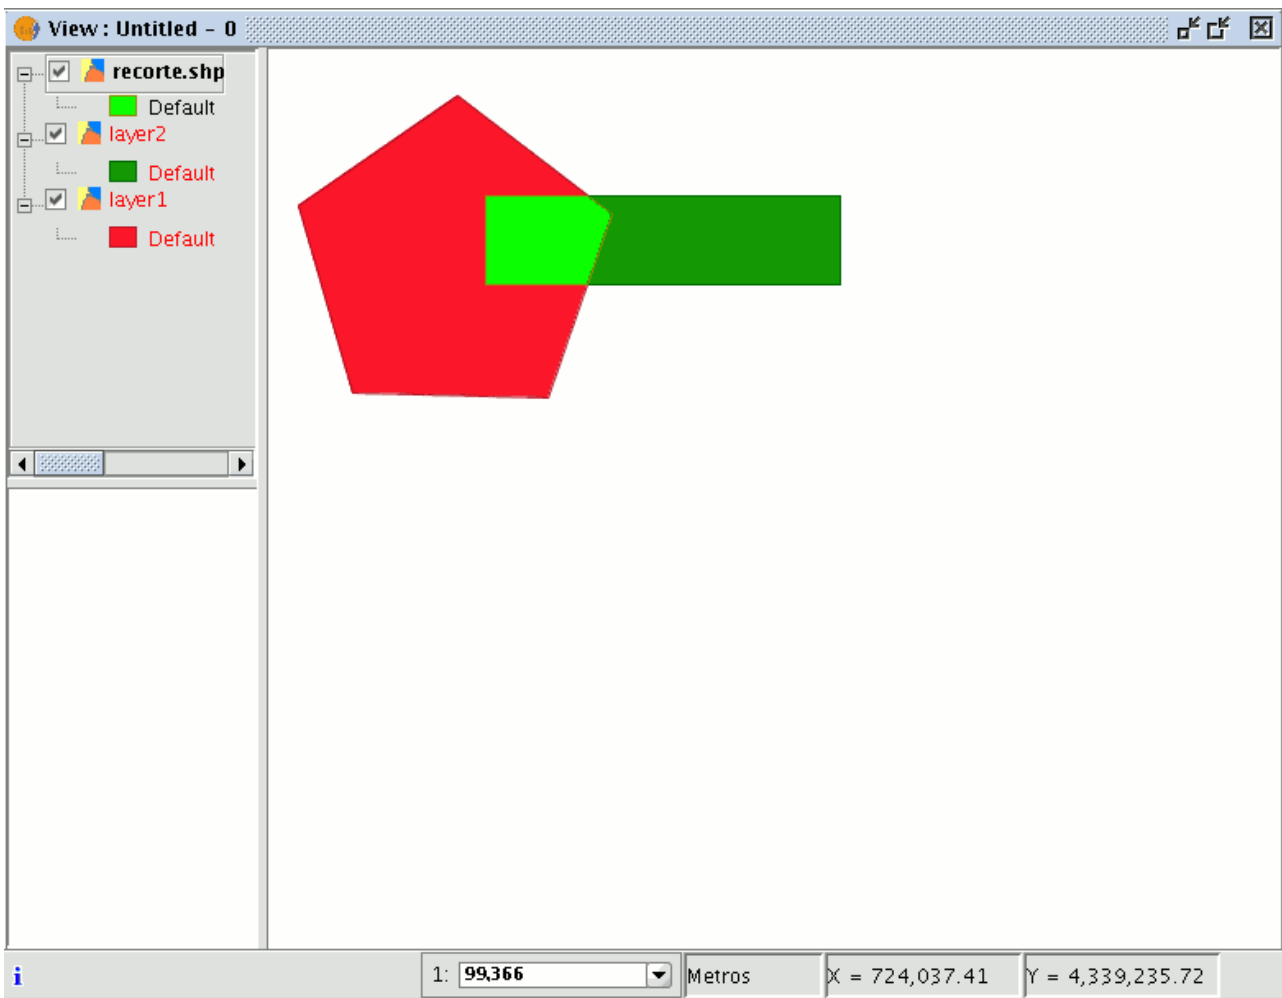 View : Untitled - 0
recorte.shp
Default
layer2
Default
layer1
Default
i
1: 99,366
Metros
X = 724,037.41
Y = 4,339,235.72